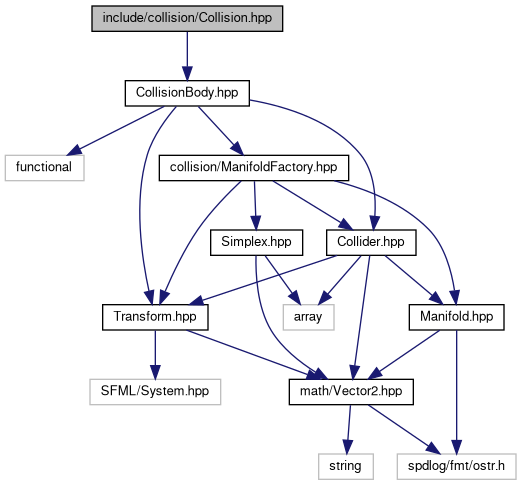 include/collision/Collision.hpp
CollisionBody.hpp
functional
collision/ManifoldFactory.hpp
Simplex.hpp
Collider.hpp
Transform.hpp
array
Manifold.hpp
SFML/System.hpp
math/Vector2.hpp
string
spdlog/fmt/ostr.h